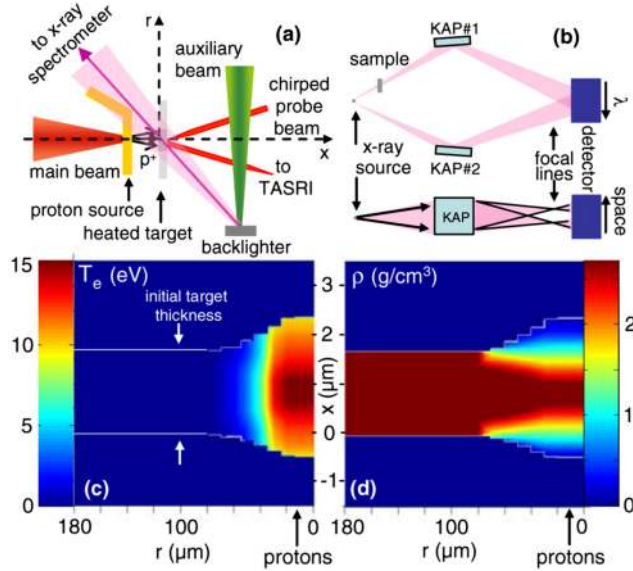 (a)
r
x
to x-ray
spectrometer
auxiliary
beam
chirped
probe
beam
main beam
p+
to
TASRI
proton source
heated target
backlighter
(b)
KAP#1
sample
λ
x-ray
source
KAP#2
focal
lines
detector
KAP
space
15
10
5
0
T_e (eV)
initial target
thickness
(c)
180
100
0
r (µm)
protons
3
2
1
0
-1
x (µm)
ρ (g/cm³)
(d)
180
100
0
r (µm)
protons
2
1
0